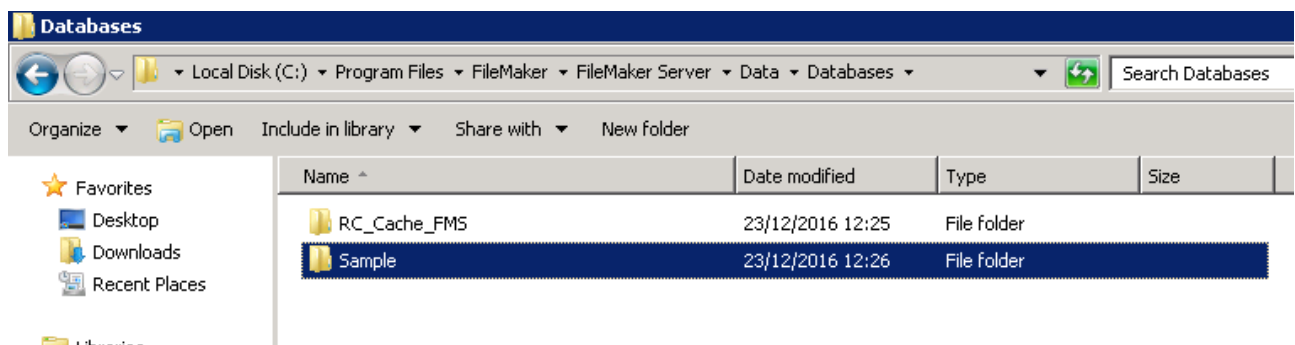 Databases
Local Disk (C:) Program Files FileMaker FileMaker Server Data Databases Search Databases
Organize Open Include in library Share with New folder
Name Date modified Type Size
Favorites
Desktop
Downloads
Recent Places
RC_Cache_FMS 23/12/2016 12:25 File folder
Sample 23/12/2016 12:26 File folder